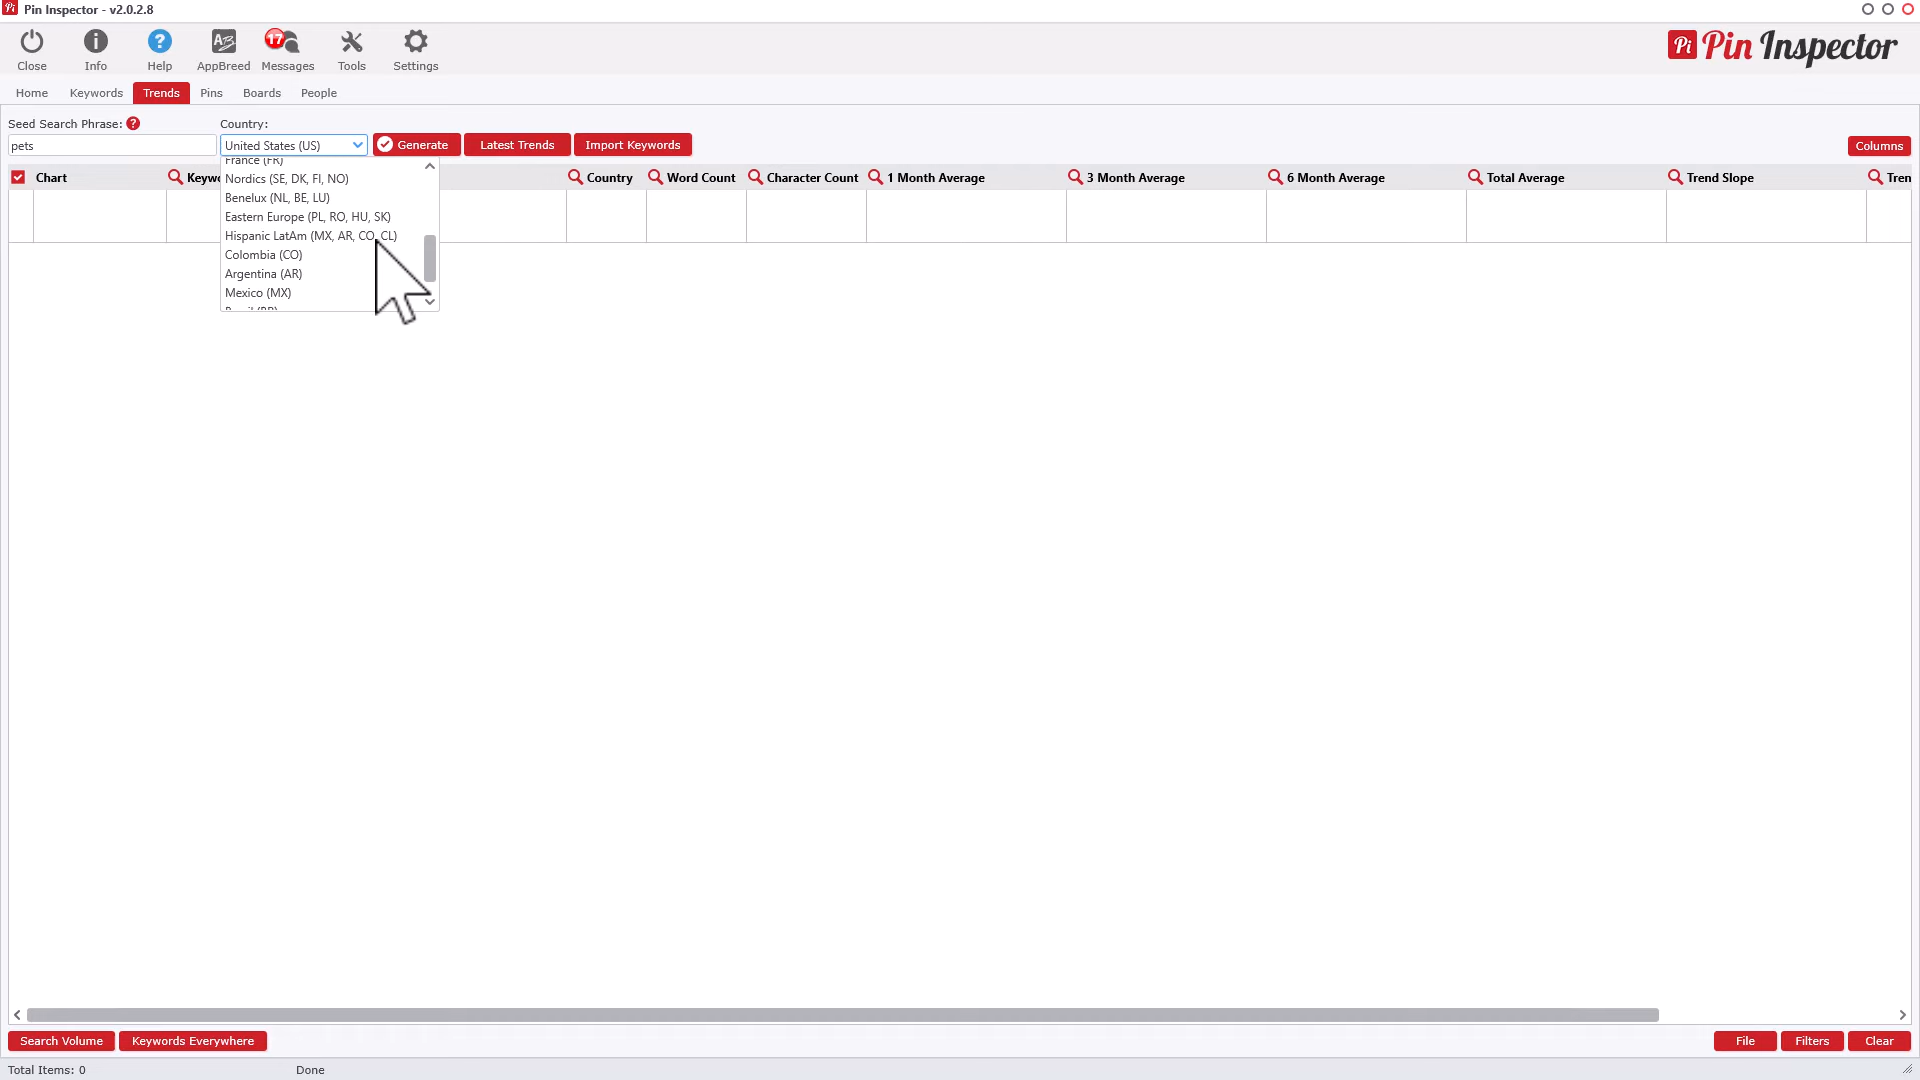 Pin Inspector - v2.0.2.8
Close Info Help AppBreed 17 Messages Tools Settings
Pi Pin Inspector
Home Keywords Trends Pins Boards People
Seed Search Phrase: ? Country:
pets United States (US) Generate Latest Trends Import Keywords Columns
France (FR)
Chart Keywo Country Word Count Character Count 1 Month Average 3 Month Average 6 Month Average Total Average Trend Slope Tren
Nordics (SE, DK, FI, NO)
Benelux (NL, BE, LU)
Eastern Europe (PL, RO, HU, SK)
Hispanic LatAm (MX, AR, CO, CL)
Colombia (CO)
Argentina (AR)
Mexico (MX)
Search Volume Keywords Everywhere File Filters Clear
Total Items: 0 Done